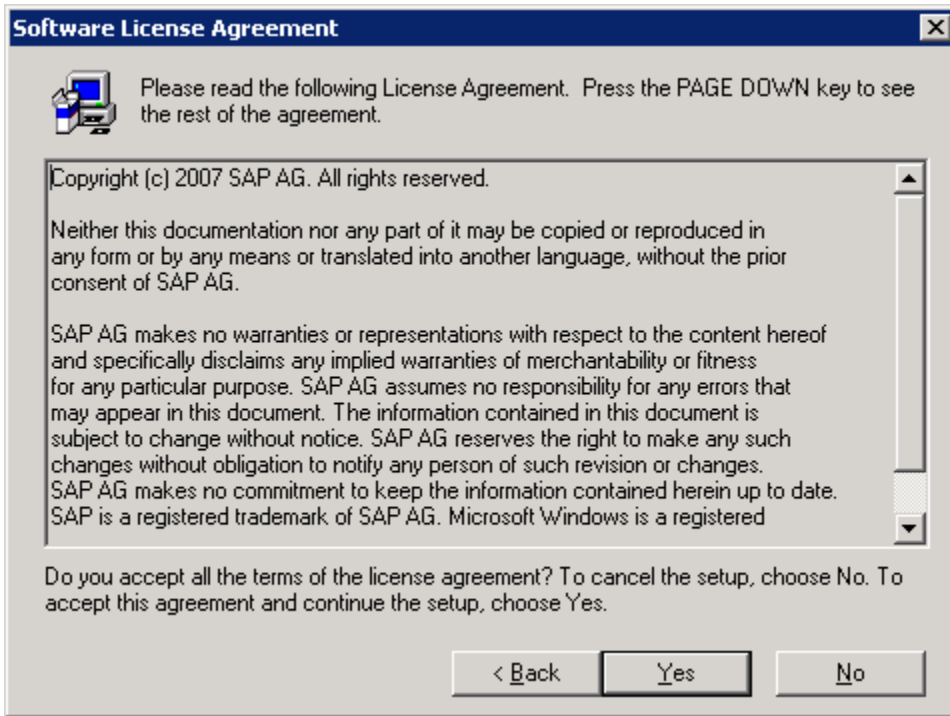 Software License Agreement
Please read the following License Agreement. Press the PAGE DOWN key to see
the rest of the agreement.
Copyright (c) 2007 SAP AG. All rights reserved.
Neither this documentation nor any part of it may be copied or reproduced in
any form or by any means or translated into another language, without the prior
consent of SAP AG.
SAP AG makes no warranties or representations with respect to the content hereof
and specifically disclaims any implied warranties of merchantability or fitness
for any particular purpose. SAP AG assumes no responsibility for any errors that
may appear in this document. The information contained in this document is
subject to change without notice. SAP AG reserves the right to make any such
changes without obligation to notify any person of such revision or changes.
SAP AG makes no commitment to keep the information contained herein up to date.
SAP is a registered trademark of SAP AG. Microsoft Windows is a registered
Do you accept all the terms of the license agreement? To cancel the setup, choose No. To
accept this agreement and continue the setup, choose Yes.
< Back Yes No